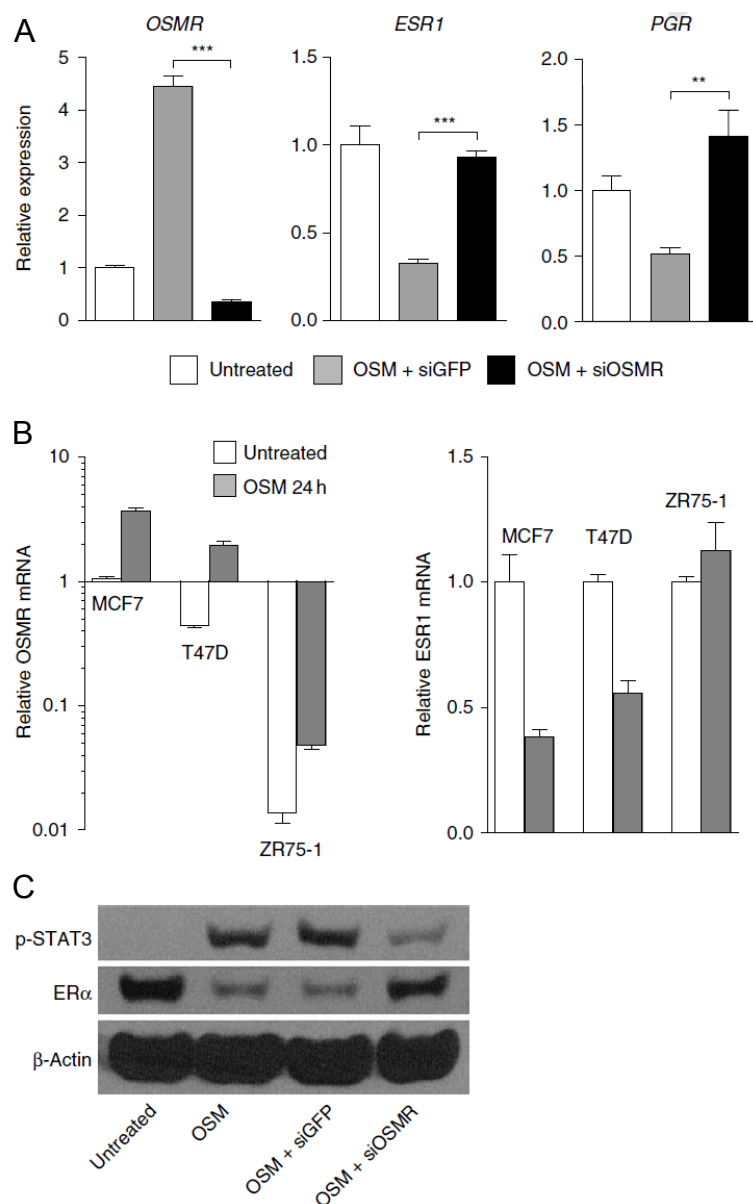 A
OSMR
ESR1
PGR
Relative expression
5
4
3
2
1
0
***
1.5
1.0
0.5
0.0
***
2.0
1.5
1.0
0.5
0.0
**
Untreated
OSM + siGFP
OSM + siOSMR
B
Relative OSMR mRNA
10
1
0.1
0.01
Untreated
OSM 24 h
MCF7
T47D
ZR75-1
Relative ESR1 mRNA
1.5
1.0
0.5
0.0
MCF7
T47D
ZR75-1
C
p-STAT3
ERα
β-Actin
Untreated
OSM
OSM + siGFP
OSM + siOSMR